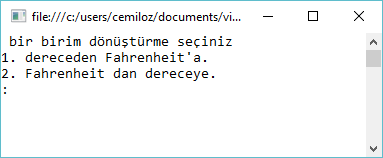 file:///c:/users/cemiloz/documents/vi...
bir birim dönüştürme seçiniz
1. dereceden Fahrenheit'a.
2. Fahrenheit dan dereceye.
: